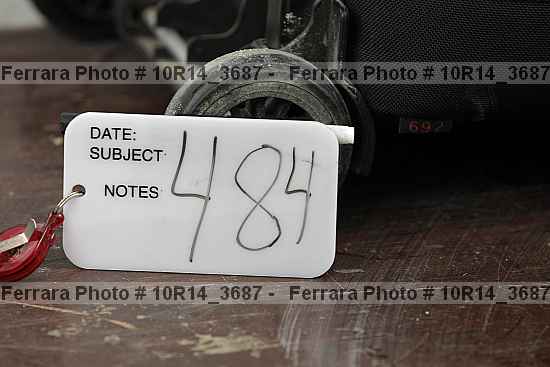 Ferrara Photo # 10R14_3687 - Ferrara Photo # 10R14_3687
692
DATE:
SUBJECT
NOTES
484
Ferrara Photo # 10R14_3687 - Ferrara Photo # 10R14_3687